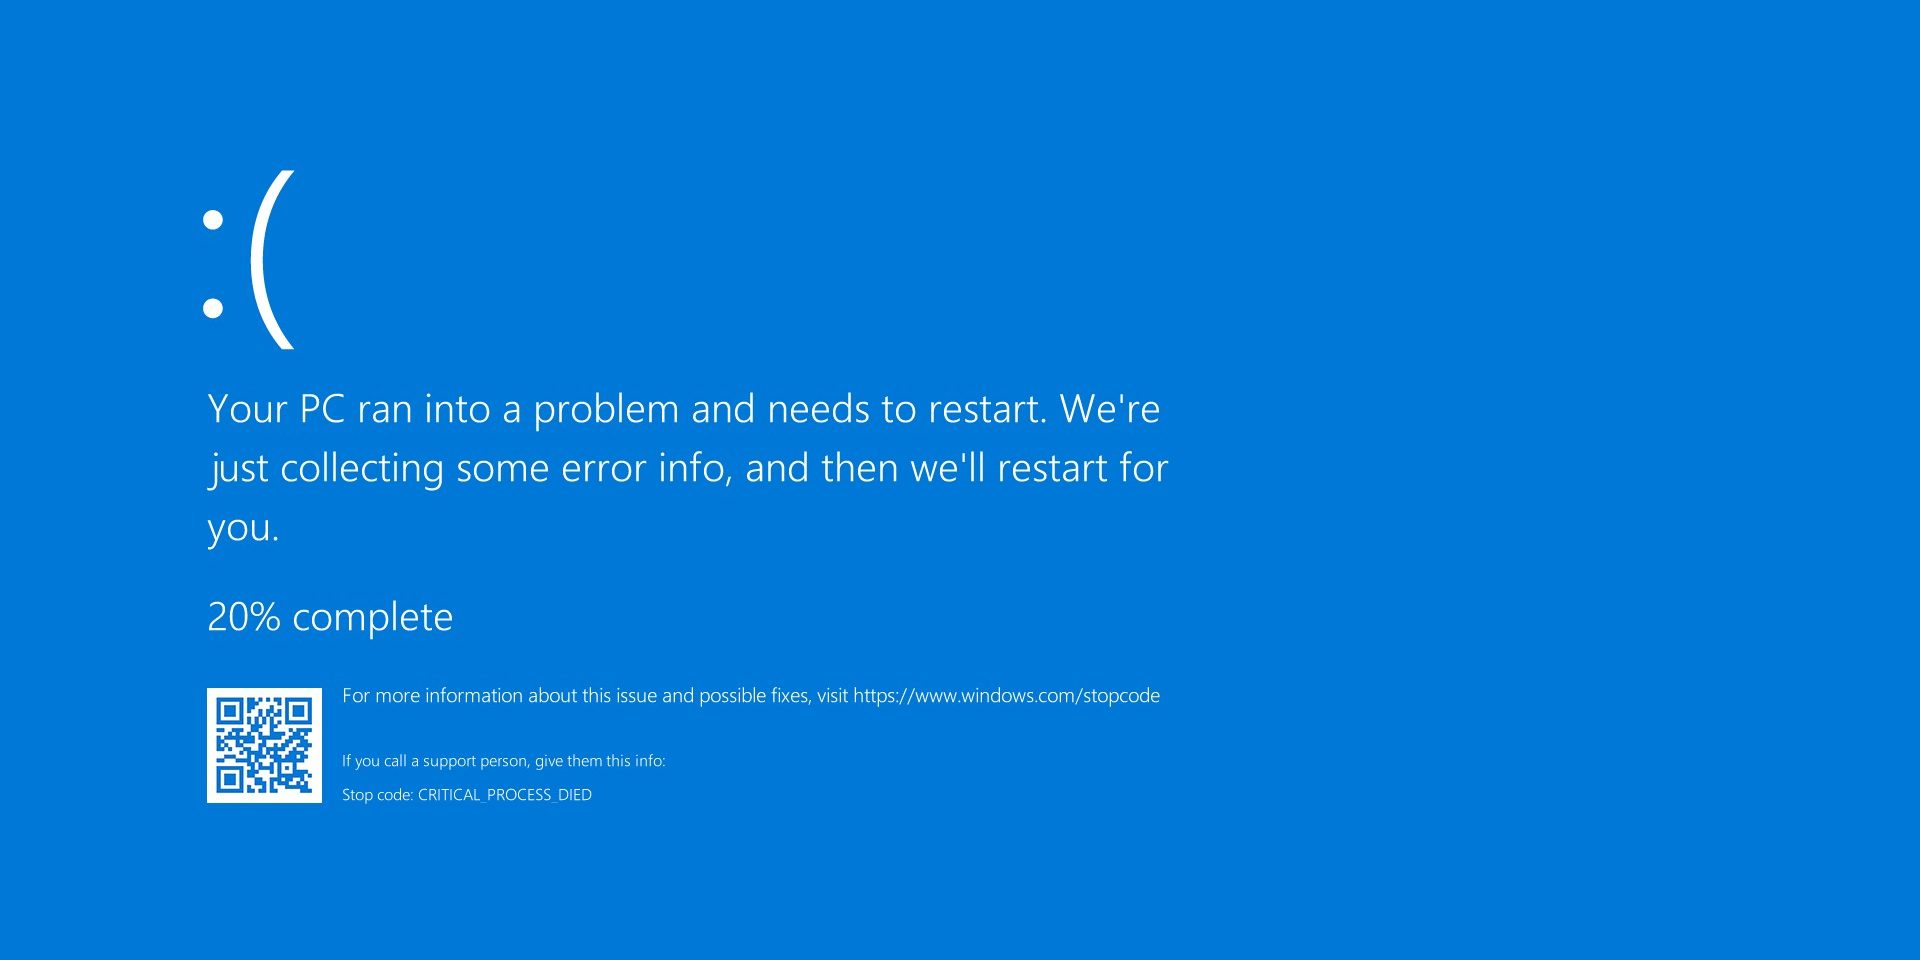 :(
Your PC ran into a problem and needs to restart. We're
just collecting some error info, and then we'll restart for
you.
20% complete
For more information about this issue and possible fixes, visit https://www.windows.com/stopcode
If you call a support person, give them this info:
Stop code: CRITICAL_PROCESS_DIED